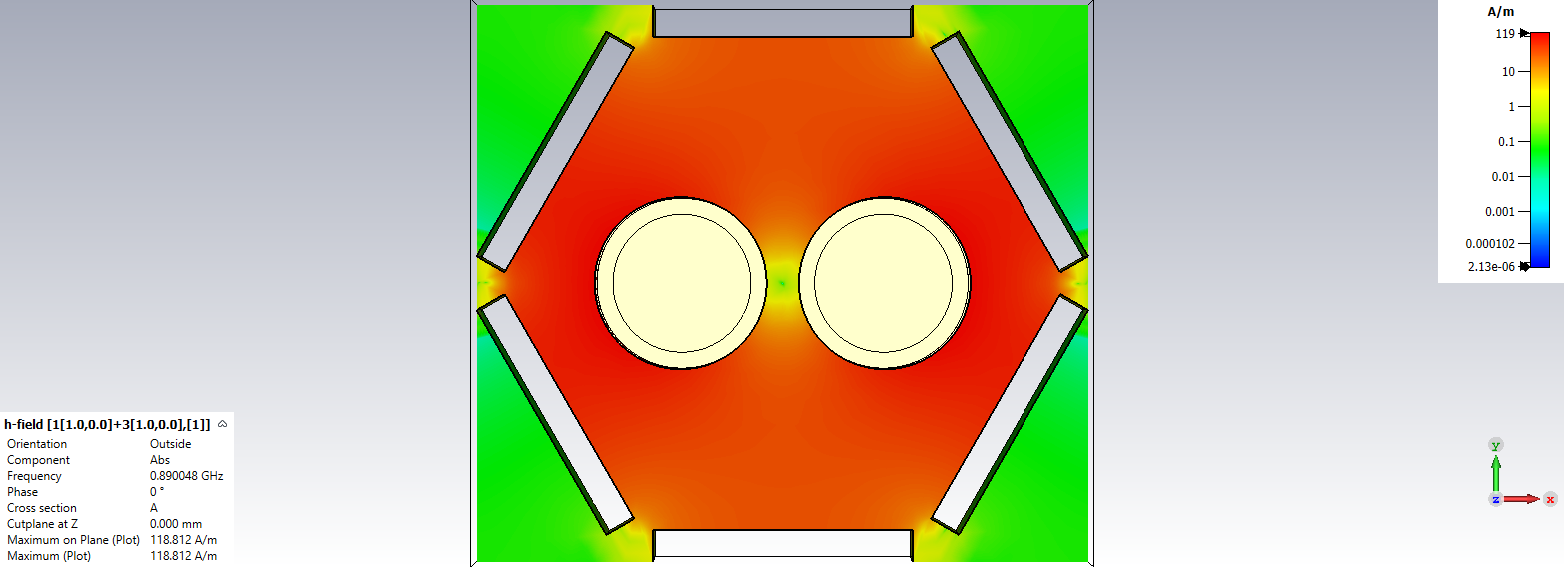 A/m
119
10
1
0.1
0.01
0.001
0.000102
2.13e-06
h-field [1[1.0,0.0]+3[1.0,0.0],[1]]
Orientation Outside
Component Abs
Frequency 0.890048 GHz
Phase 0 °
Cross section A
Cutplane at Z 0.000 mm
Maximum on Plane (Plot) 118.812 A/m
Maximum (Plot) 118.812 A/m
y
z x